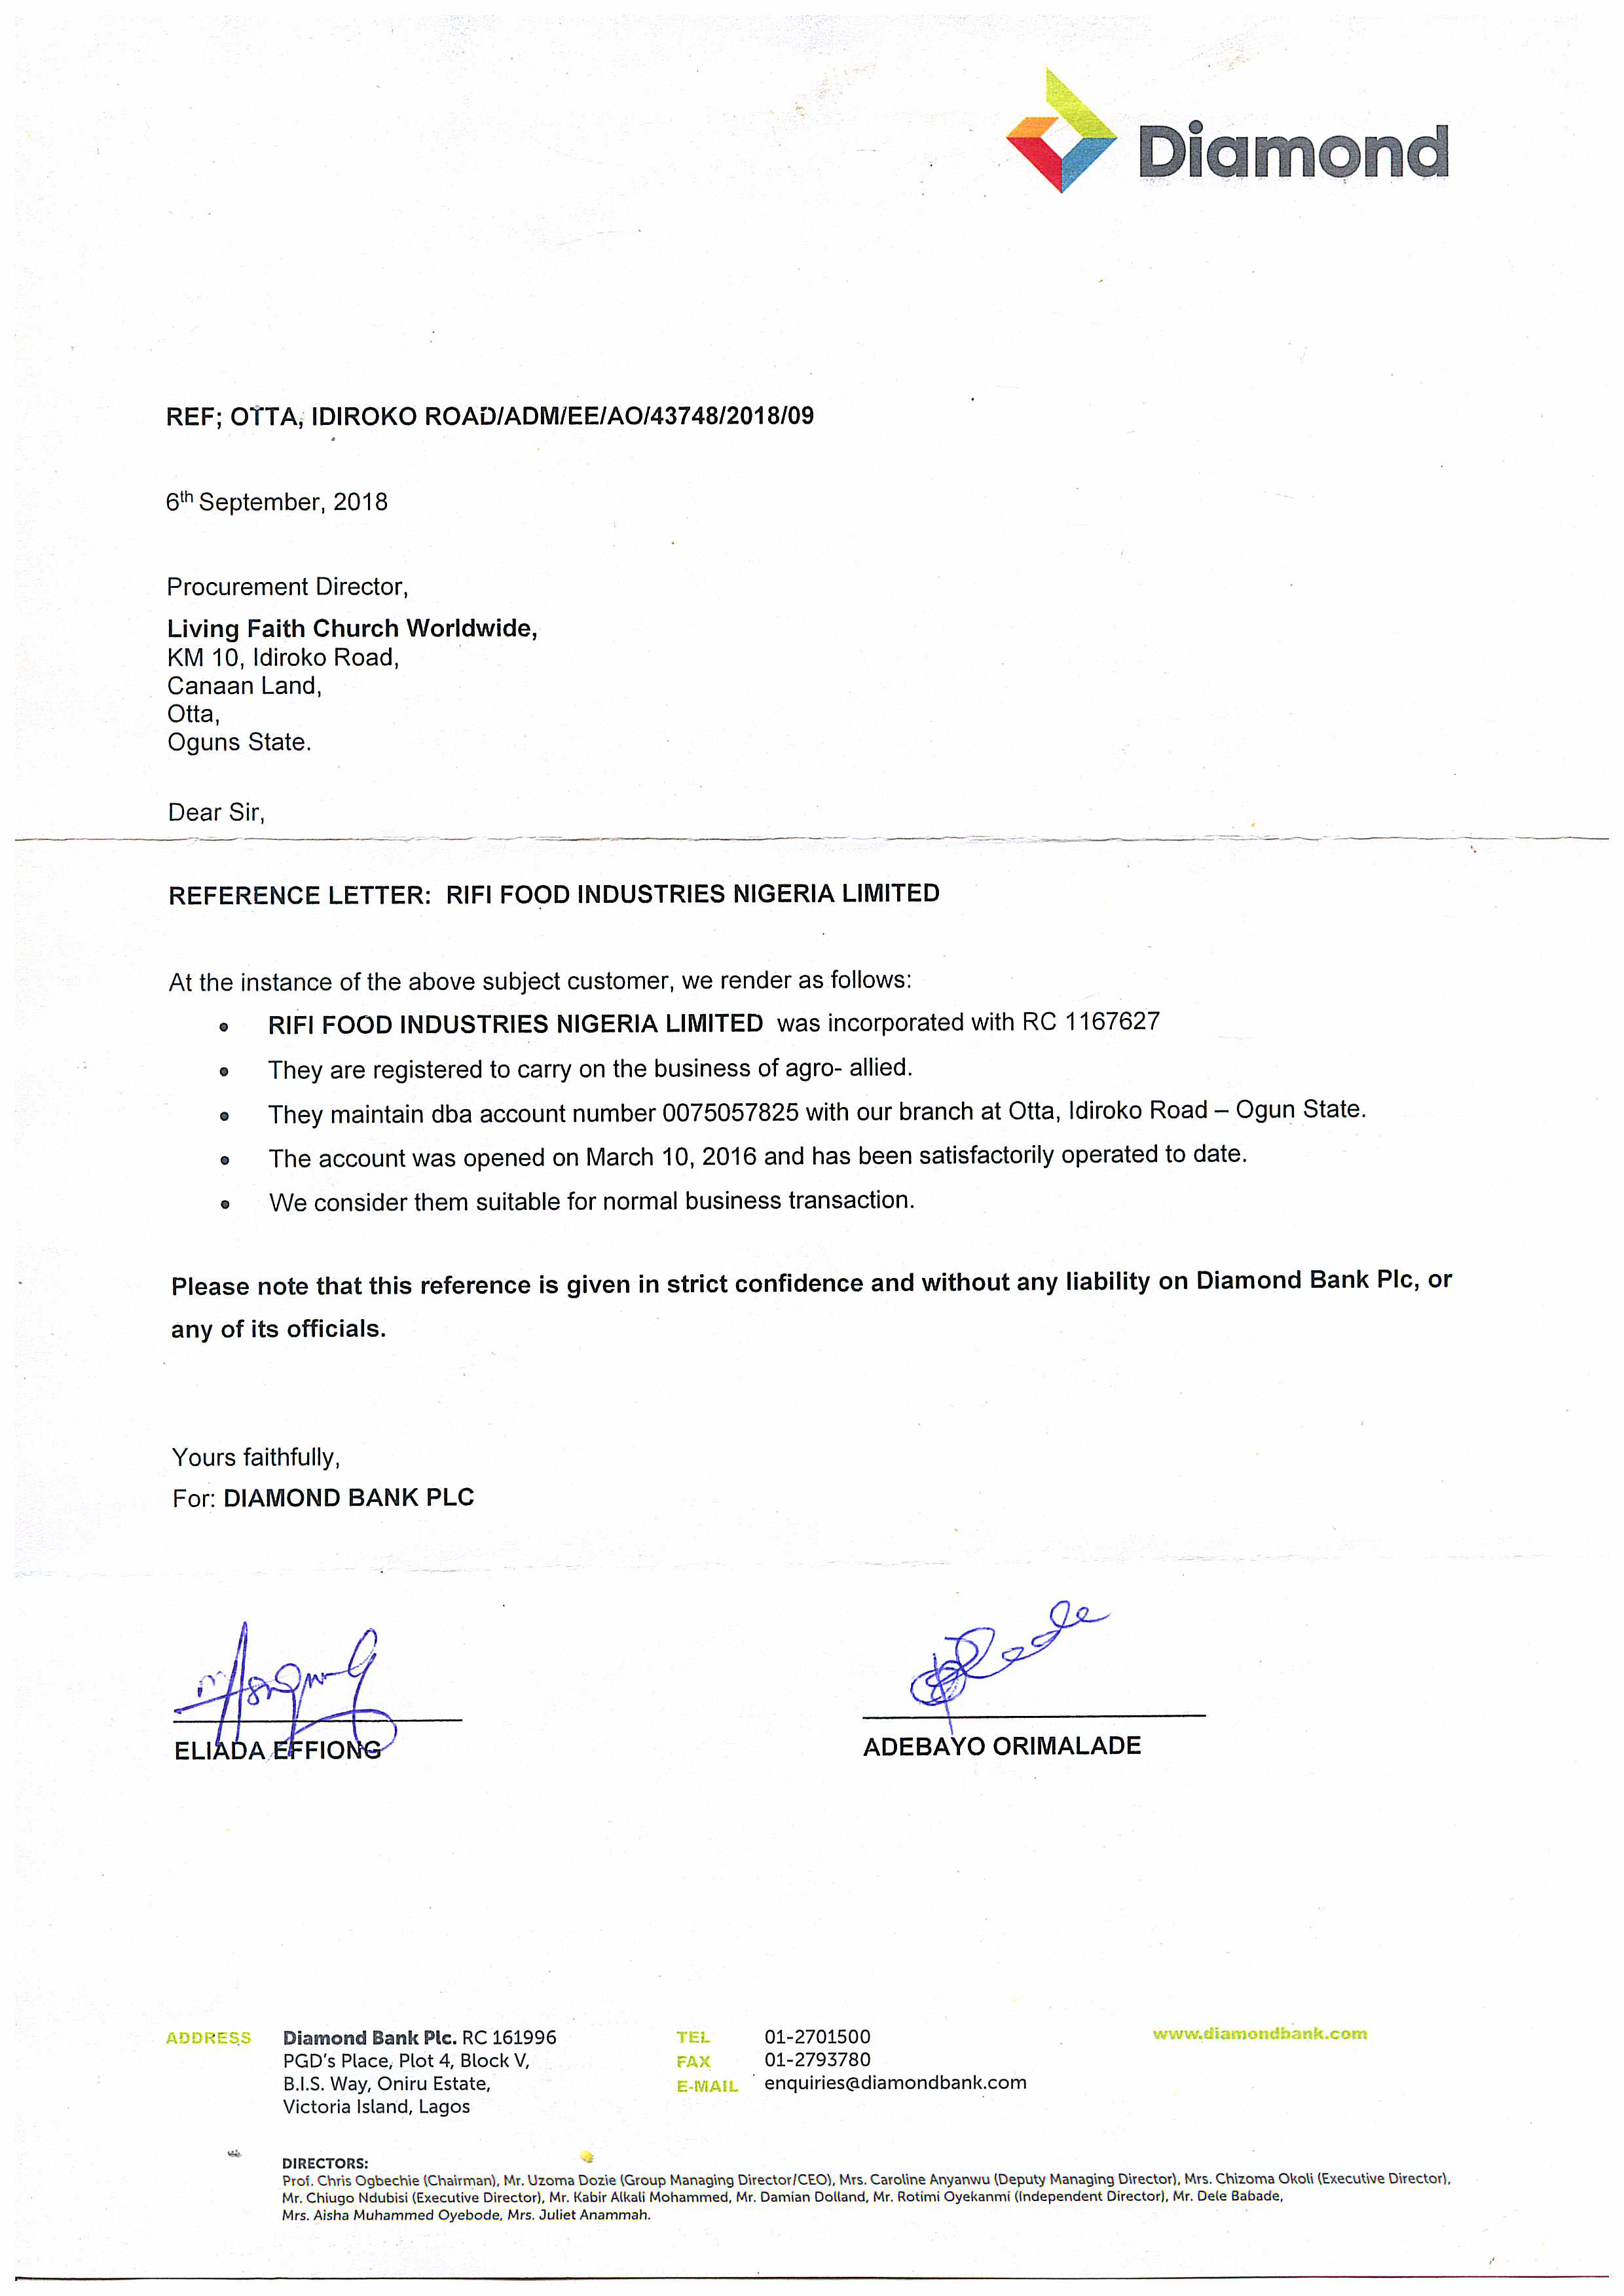 Diamond
REF; OTTA, IDIROKO ROAD/ADM/EE/AO/43748/2018/09
6th September, 2018
Procurement Director,
Living Faith Church Worldwide,
KM 10, Idiroko Road,
Canaan Land,
Otta,
Oguns State.
Dear Sir,
REFERENCE LETTER: RIFI FOOD INDUSTRIES NIGERIA LIMITED
At the instance of the above subject customer, we render as follows:
• RIFI FOOD INDUSTRIES NIGERIA LIMITED was incorporated with RC 1167627
• They are registered to carry on the business of agro- allied.
• They maintain dba account number 0075057825 with our branch at Otta, Idiroko Road – Ogun State.
• The account was opened on March 10, 2016 and has been satisfactorily operated to date.
• We consider them suitable for normal business transaction.
Please note that this reference is given in strict confidence and without any liability on Diamond Bank Plc, or
any of its officials.
Yours faithfully,
For: DIAMOND BANK PLC
ELIADA EFFIONG
ADEBAYO ORIMALADE
ADDRESS Diamond Bank Plc. RC 161996 TEL 01-2701500 www.diamondbank.com
PGD's Place, Plot 4, Block V, FAX 01-2793780
B.I.S. Way, Oniru Estate, E-MAIL enquiries@diamondbank.com
Victoria Island, Lagos
DIRECTORS:
Prof. Chris Ogbechie (Chairman), Mr. Uzoma Dozie (Group Managing Director/CEO), Mrs. Caroline Anyanwu (Deputy Managing Director), Mrs. Chizoma Okoli (Executive Director),
Mr. Chiugo Ndubisi (Executive Director), Mr. Kabir Alkali Mohammed, Mr. Damian Dolland, Mr. Rotimi Oyekanmi (Independent Director), Mr. Dele Babade,
Mrs. Aisha Muhammed Oyebode, Mrs. Juliet Anammah.